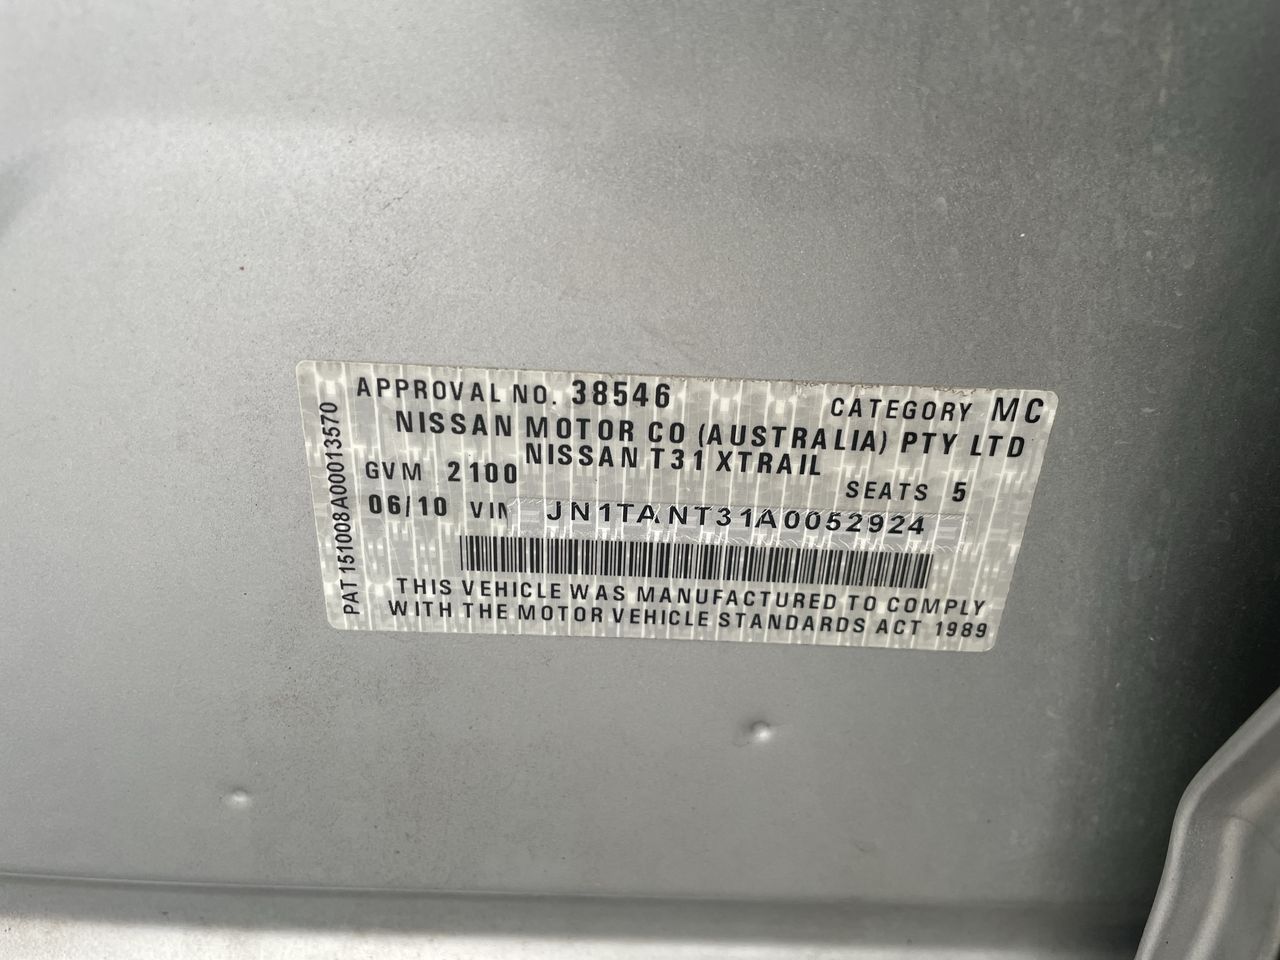 APPROVAL NO. 38546 CATEGORY MC
NISSAN MOTOR CO (AUSTRALIA) PTY LTD
NISSAN T31 XTRAIL
GVM 2100 SEATS 5
06/10 VIN JN1TANT31A0052924
THIS VEHICLE WAS MANUFACTURED TO COMPLY
WITH THE MOTOR VEHICLE STANDARDS ACT 1989
PAT 151008A00013570